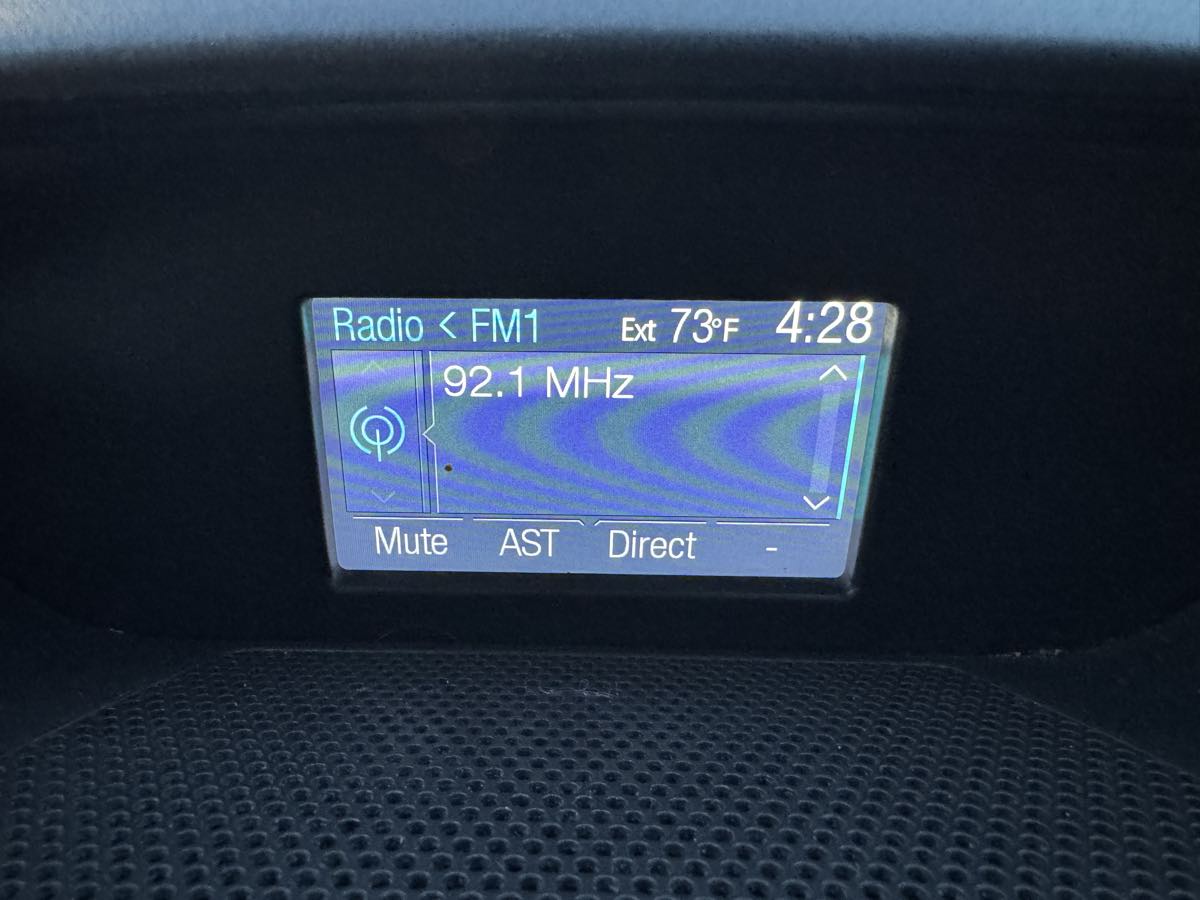 Radio < FM1 Ext 73°F 4:28
92.1 MHz
Mute AST Direct -